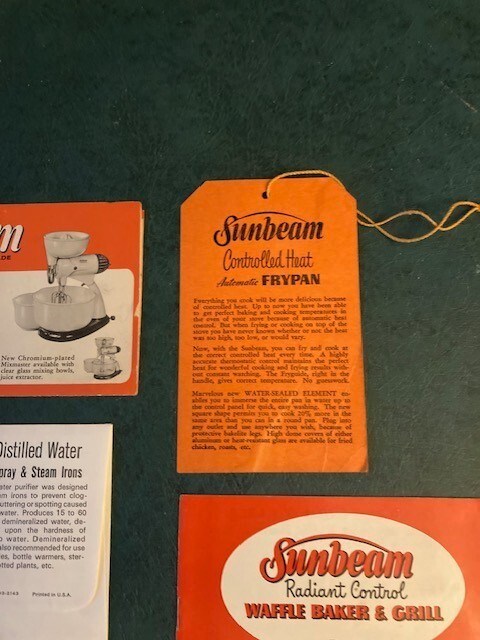 m
DE
New Chromium-plated
Mixmaster available with
clear glass mixing bowls,
juice extractor.
Sunbeam
Controlled Heat
Automatic FRYPAN
Everything you cook will be more delicious because
of controlled heat. Up to now you have been able
to get perfect baking and cooking temperatures in
the oven of your stove because of automatic heat
control. But when frying or cooking on top of the
stove you have never known whether or not the heat
was too high, too low, or would vary.
Now, with the Sunbeam, you can fry and cook at
the correct controlled heat every time. A highly
accurate thermostatic control maintains the perfect
heat for wonderful cooking and frying results with-
out constant watching. The Fryguide, right in the
handle, gives correct temperature. No guesswork.
Marvelous new WATER-SEALED ELEMENT en-
ables you to immerse the entire pan in water up to
the control panel for quick, easy washing. The new
square shape permits you to cook 20% more in the
same area than you can in a round pan. Plug into
any outlet and use anywhere you wish, because of
protective bakelite legs. High dome covers of either
aluminum or heat-resistant glass are available for fried
chicken, roasts, etc.
Distilled Water
pray & Steam Irons
ater purifier was designed
am irons to prevent clog-
uttering or spotting caused
water. Produces 15 to 60
demineralized water, de-
upon the hardness of
p water. Demineralized
also recommended for use
es, bottle warmers, ster-
otted plants, etc.
Printed in U.S.A.
Sunbeam
Radiant Control
WAFFLE BAKER & GRILL